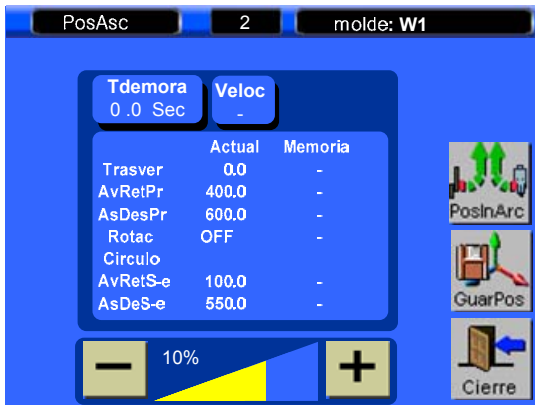 PosAsc 2 molde: W1
Tdemora Veloc
0 .0 Sec -
Actual Memoria
Trasver 0.0 -
AvRetPr 400.0 -
AsDesPr 600.0 -
Rotac OFF -
Circulo
AvRetS-e 100.0 -
AsDeS-e 550.0 -
PosInArc
GuarPos
10%
Cierre